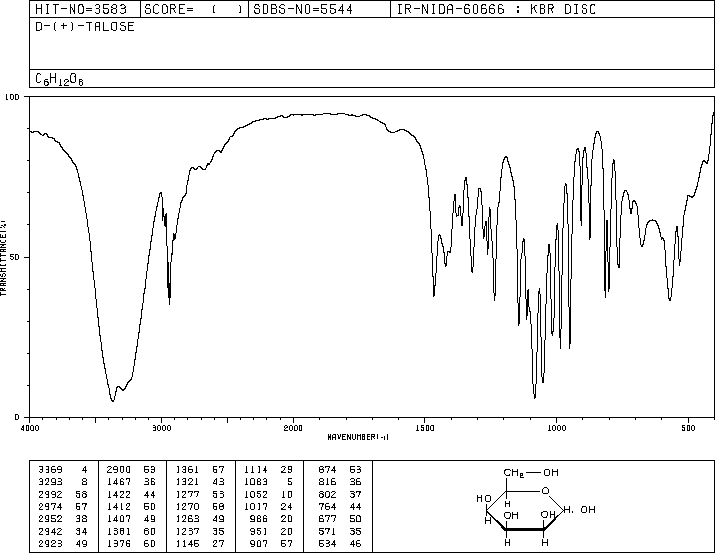 HIT-NO=3583 SCORE= ( ) SDBS-NO=5544 IR-NIDA-60666 : KBR DISC
D-(+)-TALOSE
C6H12O6
100
50
0
TRANSMITTANCE(%)
4000 3000 2000 1500 1000 500
WAVENUMBER(-1)
3369 4 2900 53 1361 57 1114 29 874 53
3293 8 1467 36 1321 43 1083 5 816 36
2992 58 1422 44 1277 53 1052 10 802 37
2974 57 1412 50 1270 1017 24 764 44
2952 38 1407 49 1263 49 986 20 677 50
2942 34 1381 60 1237 35 951 20 571 35
2923 49 1376 60 1146 27 907 57 534 46
CH2 OH
HO O
H H H, OH
OH OH
H H